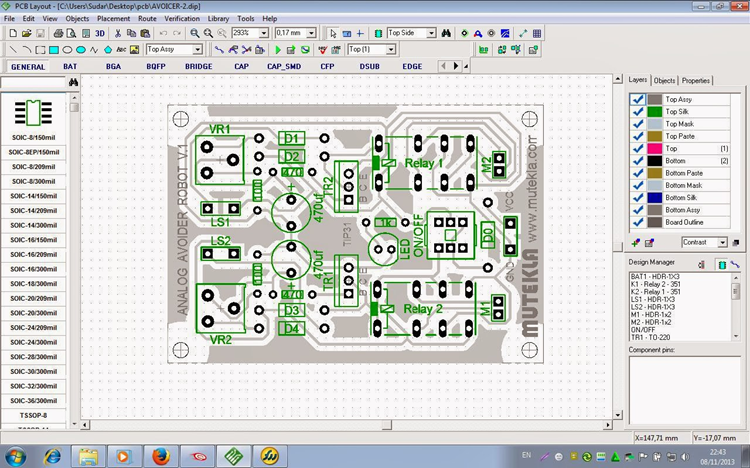 PCB Layout - [C:\Users\Sudar\Desktop\pcb\AVOICER-2.dip]
File Edit View Objects Placement Route Verification Library Tools Help
3D 293% 0,17 mm Top Side
Abc Top Assy Top (1)
GENERAL BAT BGA BQFP BRIDGE CAP CAP_SMD CFP DSUB EDGE
SOIC-8/150mil
SOIC-8EP/150mil
SOIC-8/209mil
SOIC-8/300mil
SOIC-14/150mil
SOIC-14/209mil
SOIC-14/300mil
SOIC-16/150mil
SOIC-16/209mil
SOIC-16/300mil
SOIC-18/300mil
SOIC-20/209mil
SOIC-20/300mil
SOIC-24/209mil
SOIC-24/300mil
SOIC-28/300mil
SOIC-30/300mil
SOIC-32/300mil
SOIC-36/300mil
TSSOP-8
ANALOG AVOIDER ROBOT V.1
VR1
D1
D2
470
100
470uf
LS1
LS2
470uf
100
470
D3
D4
VR2
TR2
B C E
TIP31
TR1
B C E
Relay 1
1k
LED
ON/OFF
D0
VCC
GND
M2
M1
Relay 2
www.mutekla.com
MUTEKLA
Layers Objects Properties
Top Assy
Top Silk
Top Mask
Top Paste
Top (1)
Bottom (2)
Bottom Paste
Bottom Mask
Bottom Silk
Bottom Assy
Board Outline
Contrast
Design Manager
BAT1 - HDR-1X3
K1 - Relay 2 - 351
K2 - Relay 1 - 351
LS1 - HDR-1X3
LS2 - HDR-1X3
M1 - HDR-1x2
M2 - HDR-1x2
ON/OFF
TR1 - TO-220
Component pins:
X=147,71 mm Y=-17,07 mm
EN 22:43
08/11/2013